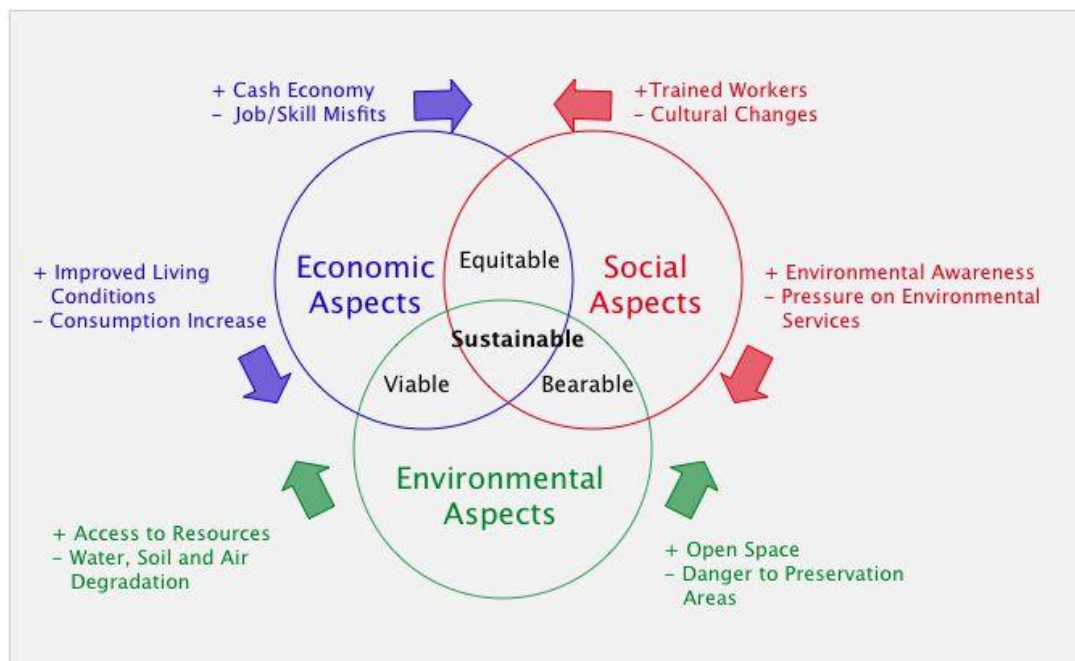 + Cash Economy
- Job/Skill Misfits
+Trained Workers
- Cultural Changes
+ Improved Living
Conditions
- Consumption Increase
Economic
Aspects
Equitable
Social
Aspects
+ Environmental Awareness
- Pressure on Environmental
Services
Sustainable
Viable
Bearable
Environmental
Aspects
+ Access to Resources
- Water, Soil and Air
Degradation
+ Open Space
- Danger to Preservation
Areas